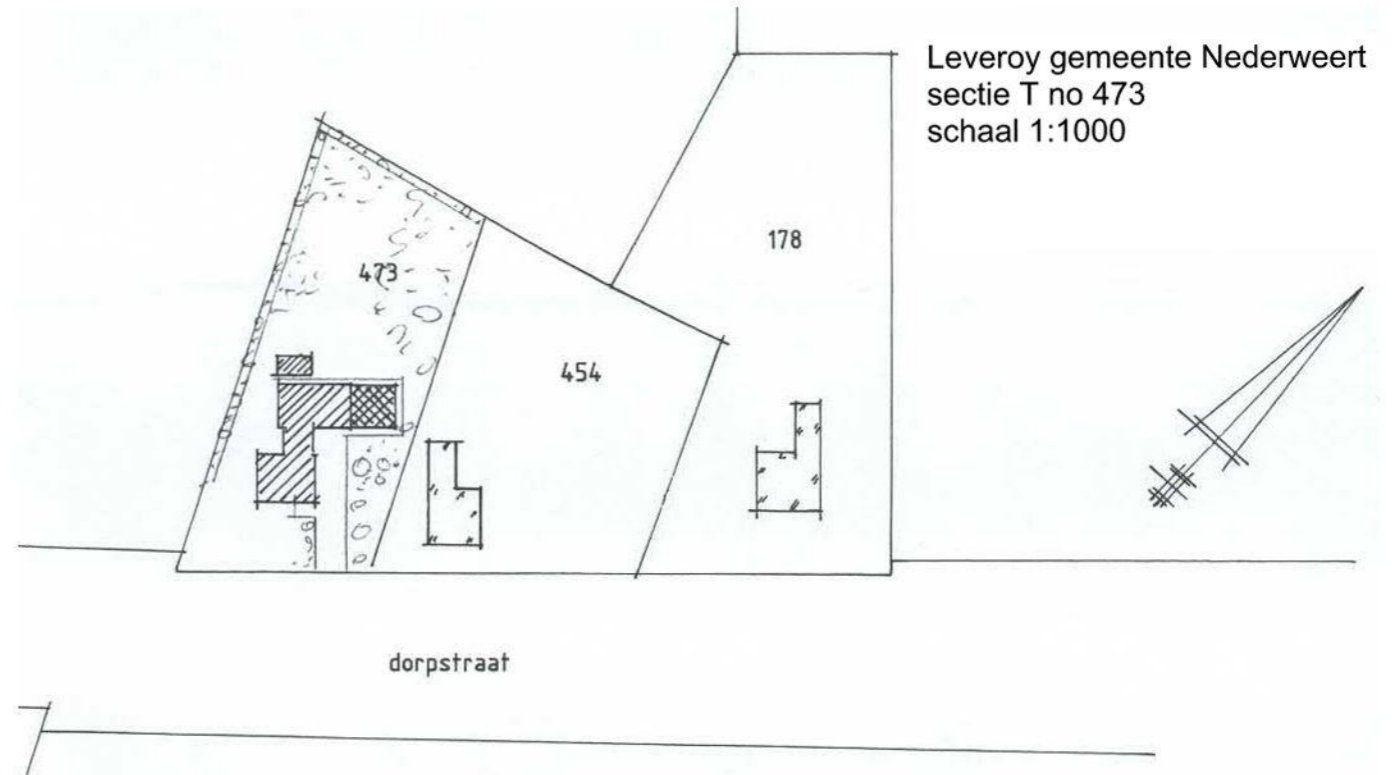 Leveroy gemeente Nederweert
sectie T no 473
schaal 1:1000
178
473
454
dorpstraat